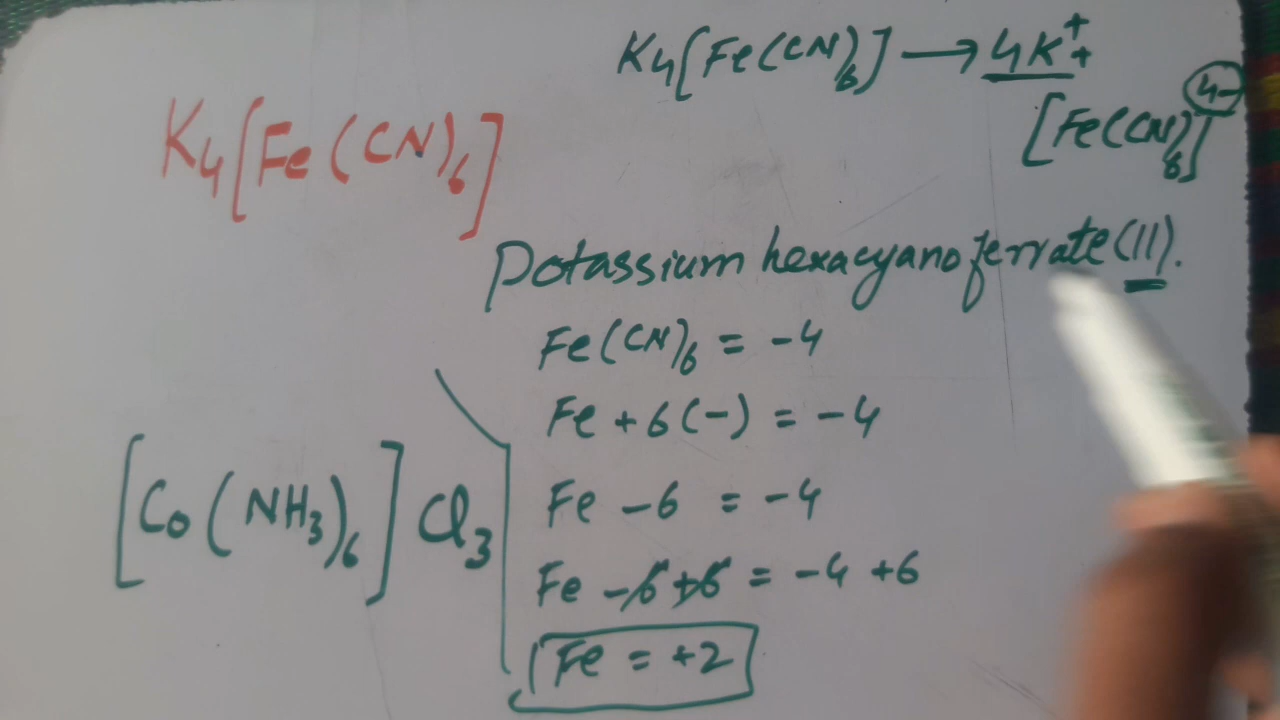 K₄[Fe(CN)₆] → 4K⁺ +
[Fe(CN)₆]⁴⁻
K₄[Fe(CN)₆]
Potassium hexacyanoferrate(II).
Fe(CN)₆ = -4
Fe + 6(-) = -4
Fe - 6 = -4
[Co(NH₃)₆]Cl₃
Fe - 6 + 6 = -4 + 6
Fe = +2